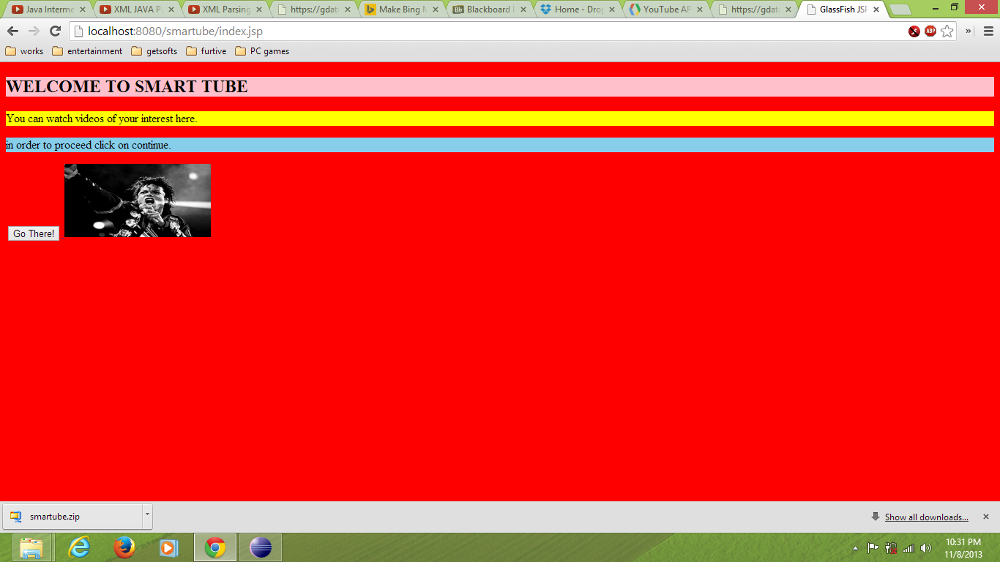 Java Interme
XML JAVA P
XML Parsing
https://gdat
Make Bing M
Blackboard
Home - Drop
YouTube AP
https://gdat
GlassFish JSP
localhost:8080/smartube/index.jsp
ABP
»
works
entertainment
getsofts
furtive
PC games
WELCOME TO SMART TUBE
You can watch videos of your interest here.
in order to proceed click on continue.
Go There!
smartube.zip
Show all downloads...
10:31 PM
11/8/2013